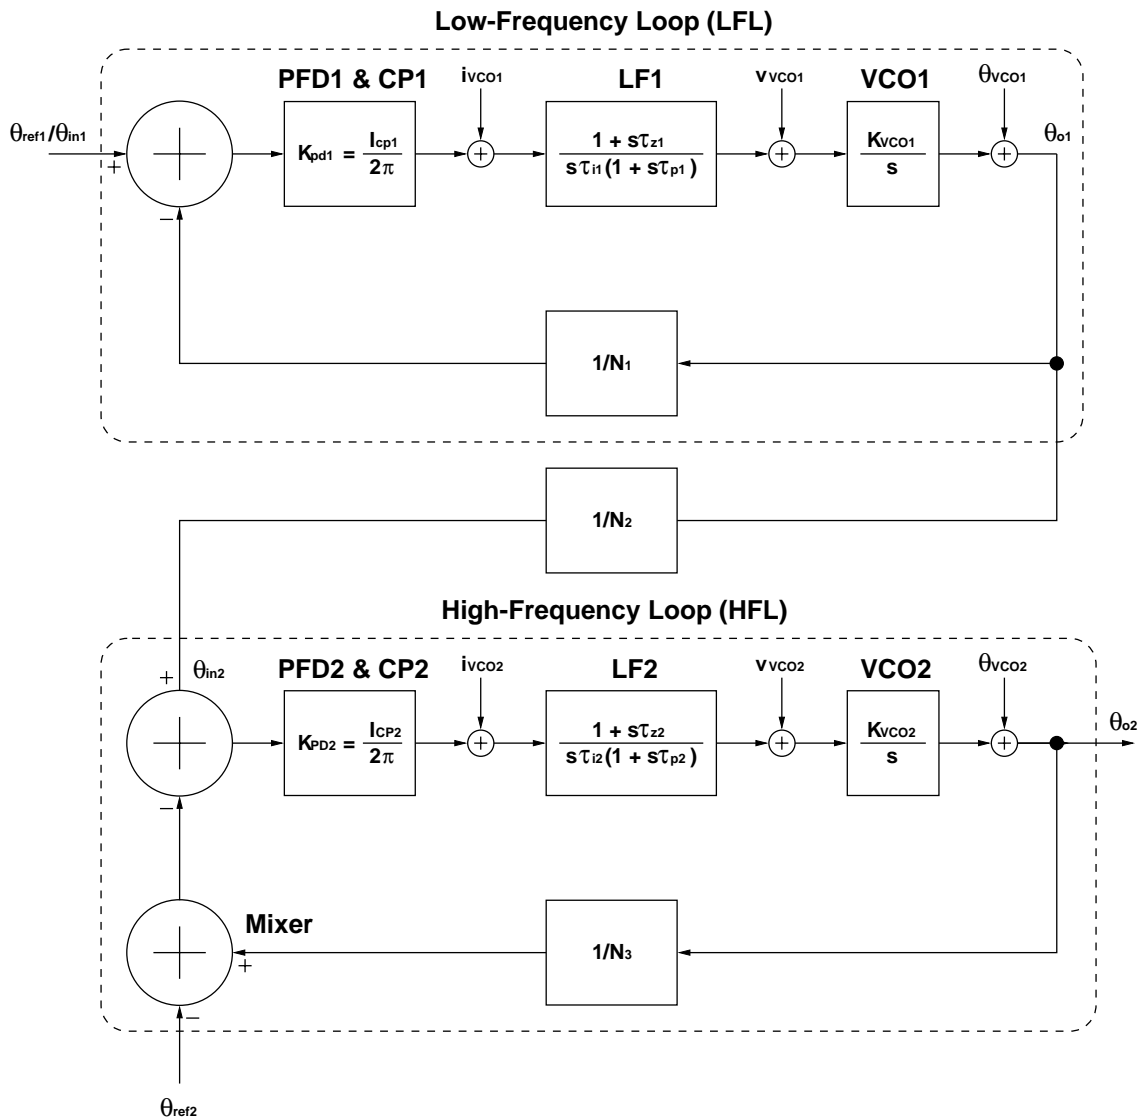 Low-Frequency Loop (LFL)
PFD1 & CP1
iVCO1
LF1
vVCO1
VCO1
θVCO1
θref1/θin1
+
−
Kpd1 = Icp1
2π
+
1 + sτz1
sτi1(1 + sτp1)
+
KVCO1
s
+
θo1
1/N1
1/N2
High-Frequency Loop (HFL)
+
θin2
PFD2 & CP2
iVCO2
LF2
vVCO2
VCO2
θVCO2
−
KPD2 = ICP2
2π
+
1 + sτz2
sτi2(1 + sτp2)
+
KVCO2
s
+
θo2
Mixer
+
1/N3
−
θref2